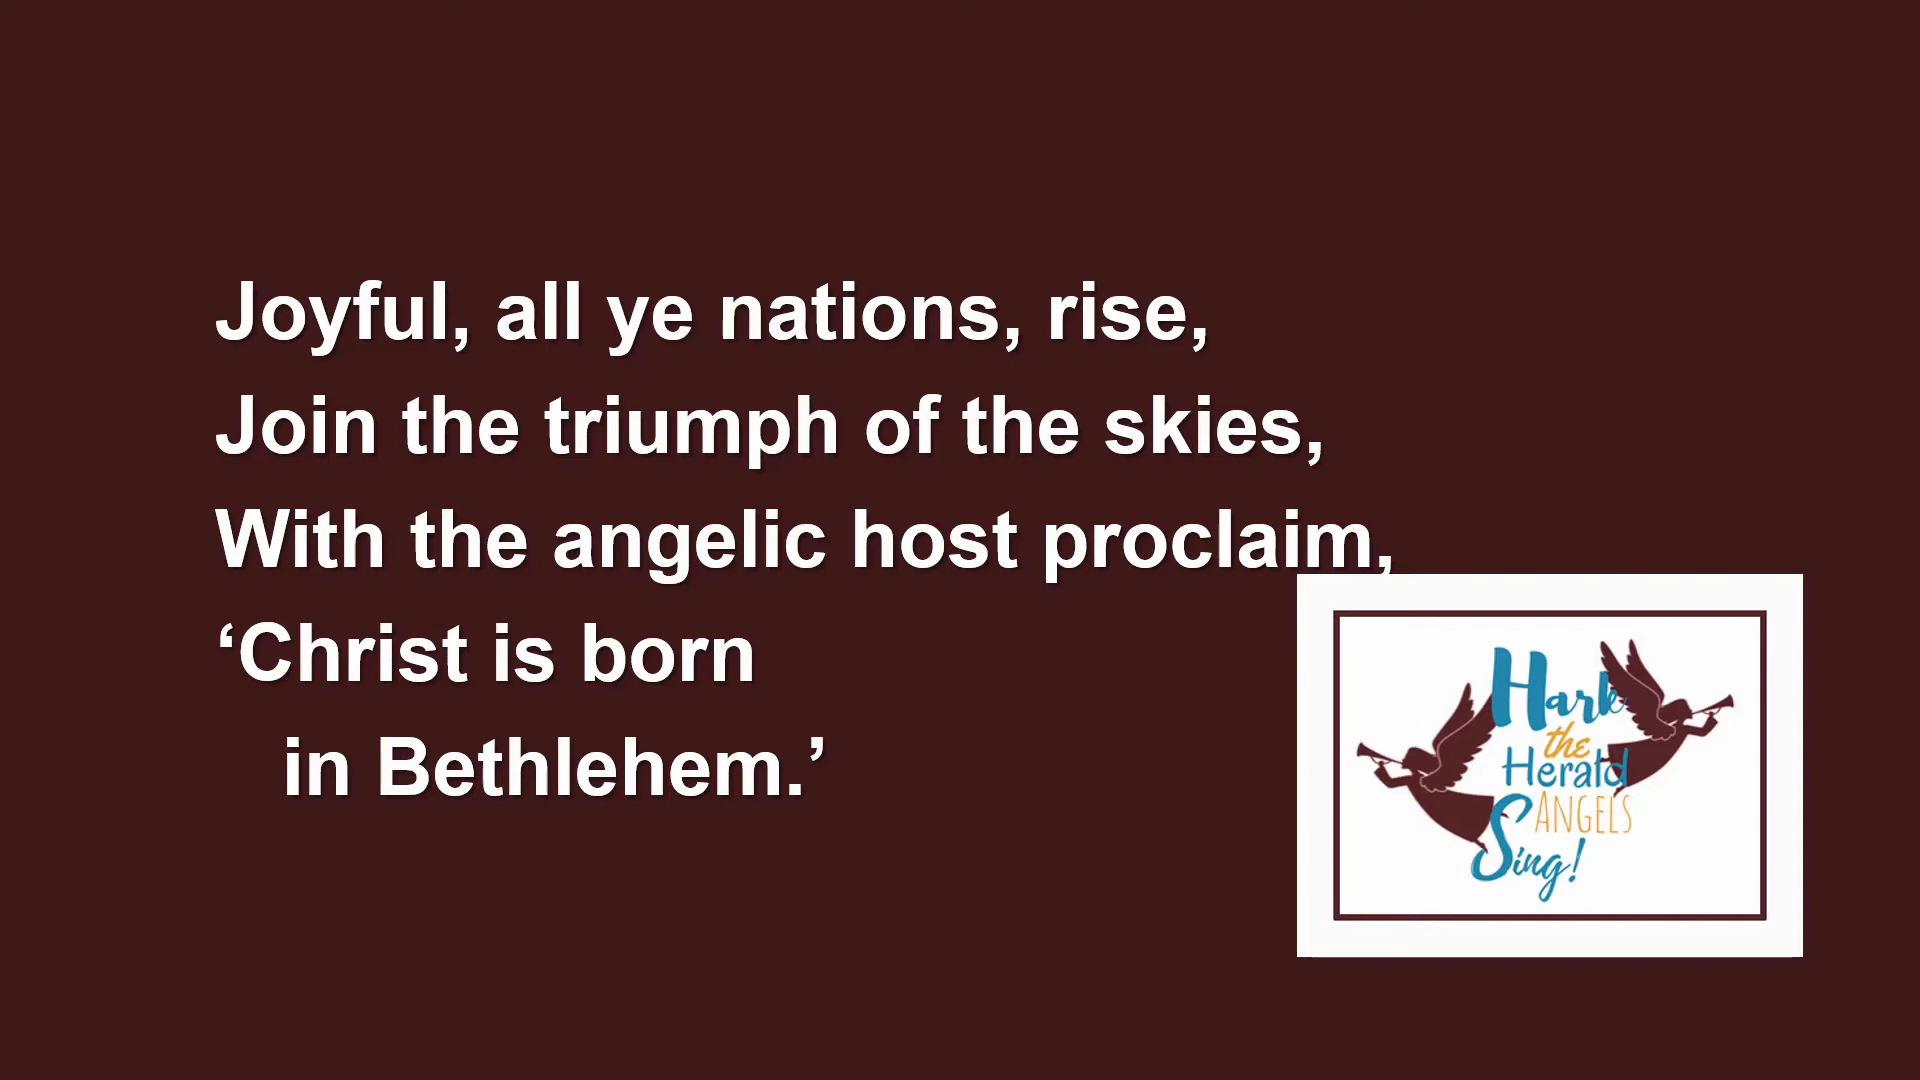 Joyful, all ye nations, rise,
Join the triumph of the skies,
With the angelic host proclaim,
‘Christ is born
in Bethlehem.’
Hark
the
Herald
ANGELS
Sing!